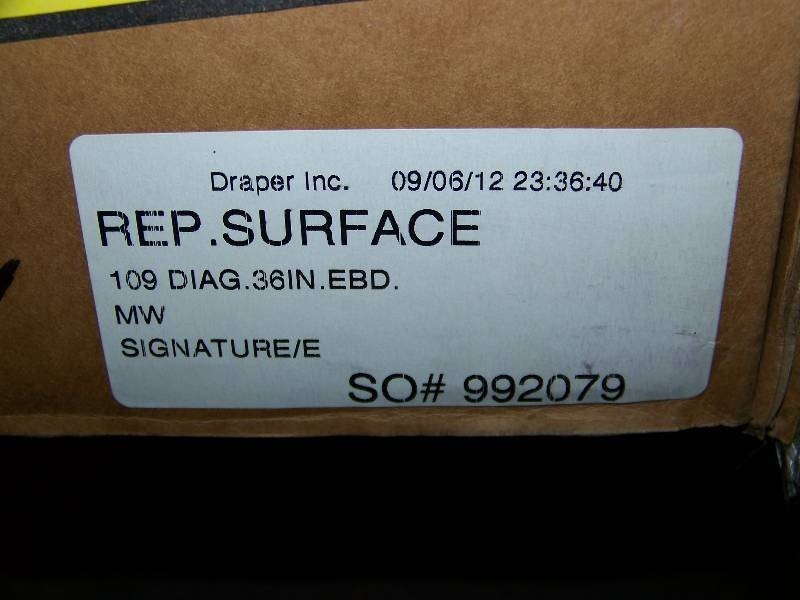 Draper Inc. 09/06/12 23:36:40
REP.SURFACE
109 DIAG.36IN.EBD.
MW
SIGNATURE/E
SO# 992079